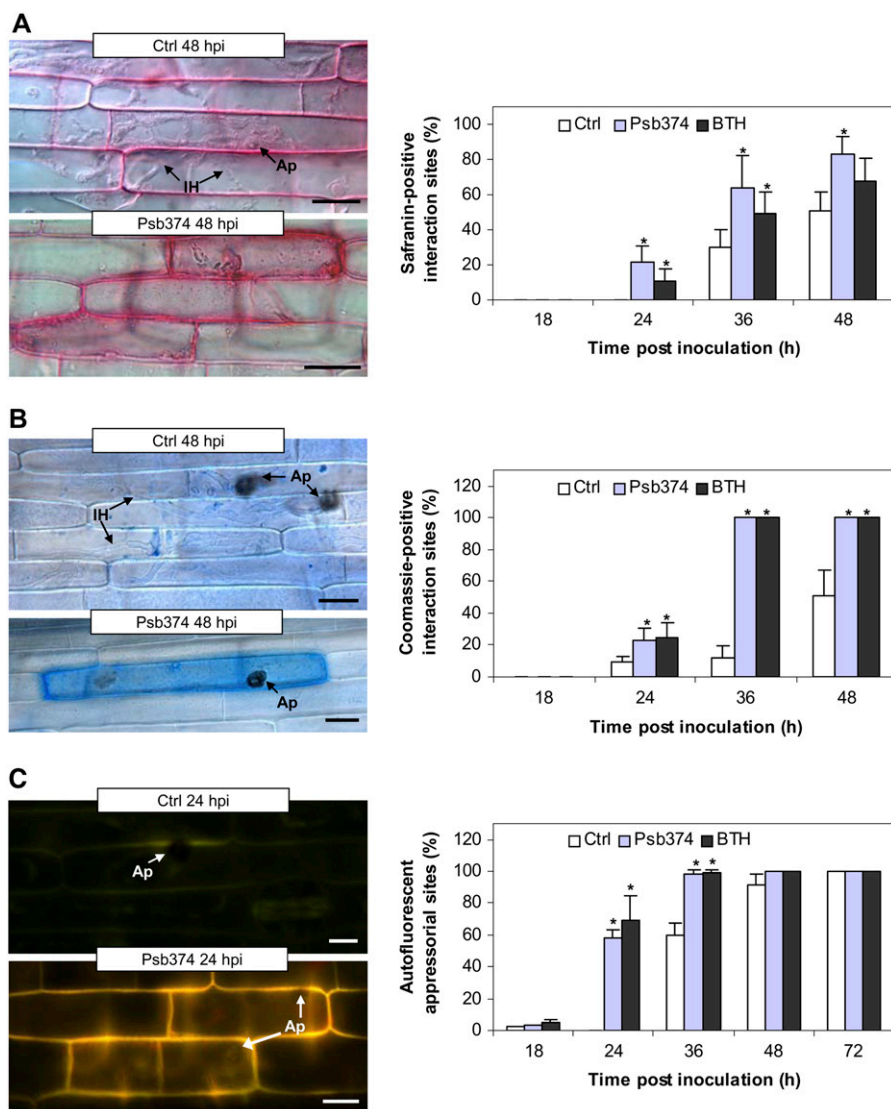 A
Ctrl 48 hpi
Ap
IH
Psb374 48 hpi
Safranin-positive
interaction sites (%)
100
80
60
40
20
0
Ctrl Psb374 BTH
* * * * *
18 24 36 48
Time post inoculation (h)
B
Ctrl 48 hpi
Ap
IH
Psb374 48 hpi
Ap
Coomassie-positive
interaction sites (%)
120
100
80
60
40
20
0
Ctrl Psb374 BTH
* * * * * *
18 24 36 48
Time post inoculation (h)
C
Ctrl 24 hpi
Ap
Psb374 24 hpi
Ap
Autofluorescent
appressorial sites (%)
120
100
80
60
40
20
0
Ctrl Psb374 BTH
* * * *
18 24 36 48 72
Time post inoculation (h)